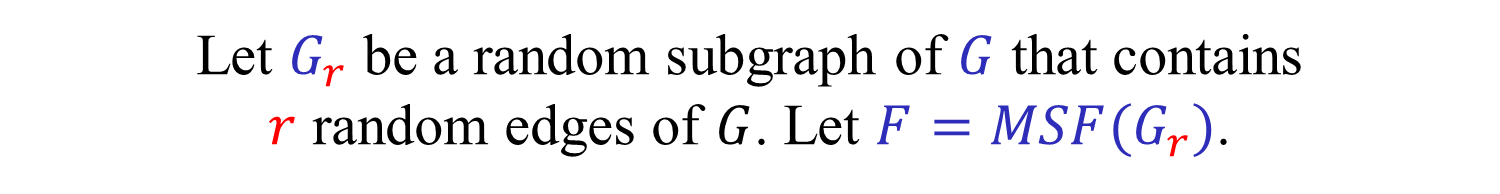 Let G_r be a random subgraph of G that contains
r random edges of G. Let F = MSF(G_r).